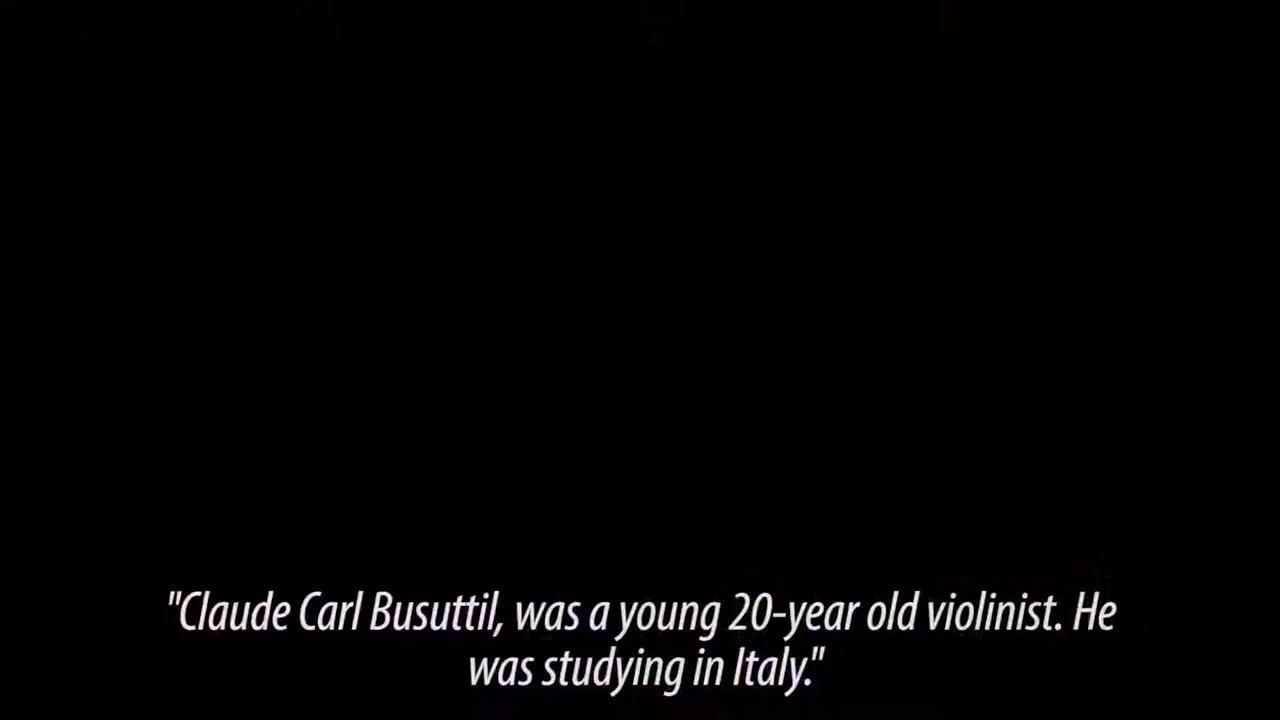 "Claude Carl Busuttil, was a young 20-year old violinist. He
was studying in Italy."